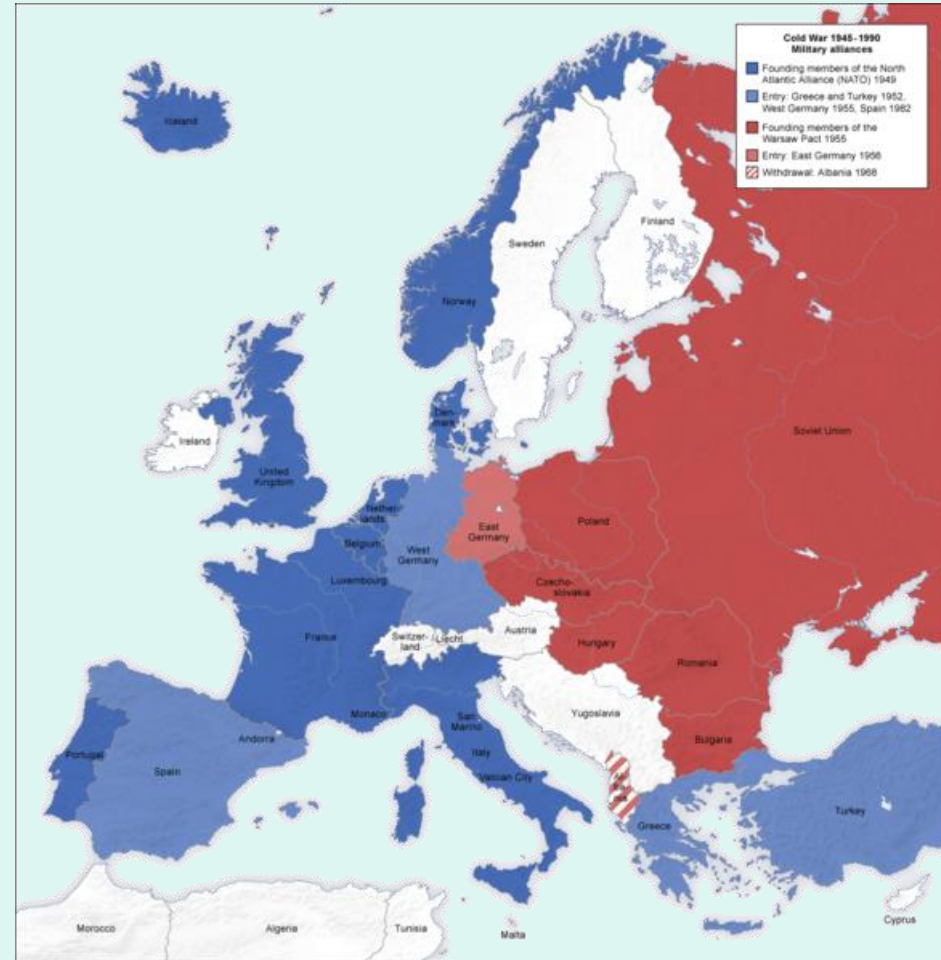 Cold War 1945-1990
Military alliances
Founding members of the North
Atlantic Alliance (NATO) 1949
Entry: Greece and Turkey 1952,
West Germany 1955, Spain 1982
Founding members of the
Warsaw Pact 1955
Entry: East Germany 1956
Withdrawal: Albania 1968
Iceland
Sweden
Finland
Norway
Den-
mark
Ireland
United
Kingdom
Soviet Union
Nether-
lands
Belgium
West
Germany
East
Germany
Poland
Luxembourg
Czecho-
slovakia
France
Switzer-
land
Liecht
Austria
Hungary
Romania
Monaco
San
Marino
Yugoslavia
Andorra
Italy
Bulgaria
Portugal
Spain
Vatican City
Greece
Turkey
Morocco
Algeria
Tunisia
Malta
Cyprus